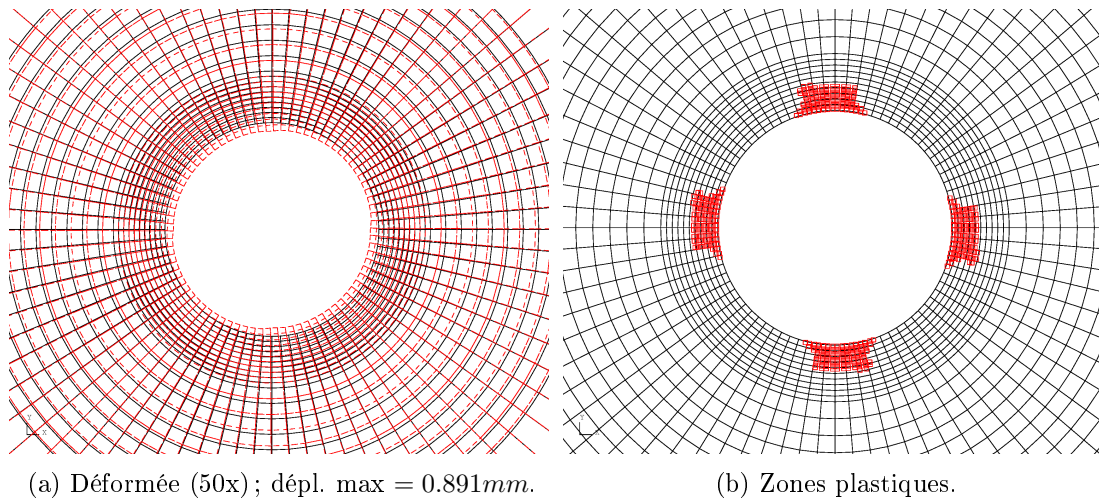 (a) Déformée (50x) ; dépl. max = 0.891mm.
(b) Zones plastiques.